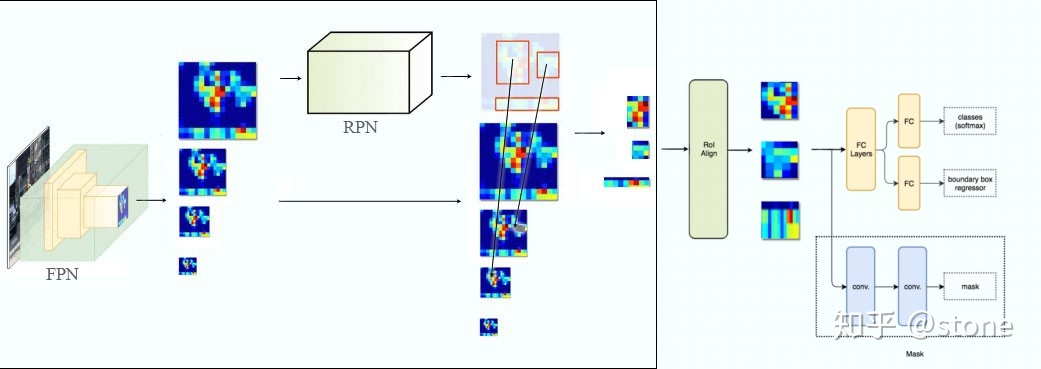 RPN
FPN
RoI
Align
FC
Layers
FC
classes
(softmax)
FC
boundary box
regressor
conv.
conv.
mask
Mask
知乎 @stone